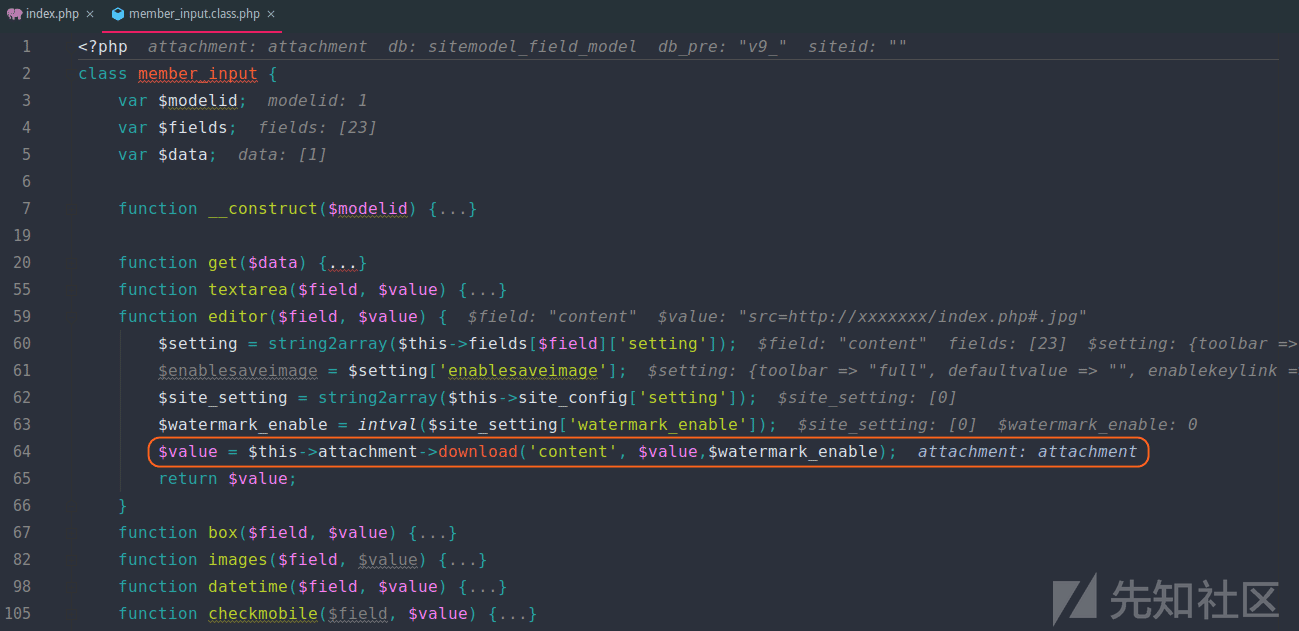 index.php × member_input.class.php ×
1 <?php attachment: attachment db: sitemodel_field_model db_pre: "v9_" siteid: ""
2 class member_input {
3 var $modelid; modelid: 1
4 var $fields; fields: [23]
5 var $data; data: [1]
6
7 function __construct($modelid) {...}
19
20 function get($data) {...}
55 function textarea($field, $value) {...}
59 function editor($field, $value) { $field: "content" $value: "src=http://xxxxxxx/index.php#.jpg"
60 $setting = string2array($this->fields[$field]['setting']); $field: "content" fields: [23] $setting: {toolbar =>
61 $enablesaveimage = $setting['enablesaveimage']; $setting: {toolbar => "full", defaultvalue => "", enablekeylink =
62 $site_setting = string2array($this->site_config['setting']); $site_setting: [0]
63 $watermark_enable = intval($site_setting['watermark_enable']); $site_setting: [0] $watermark_enable: 0
64 $value = $this->attachment->download('content', $value,$watermark_enable); attachment: attachment
65 return $value;
66 }
67 function box($field, $value) {...}
82 function images($field, $value) {...}
98 function datetime($field, $value) {...}
105 function checkmobile($field, $value) {...}
先知社区